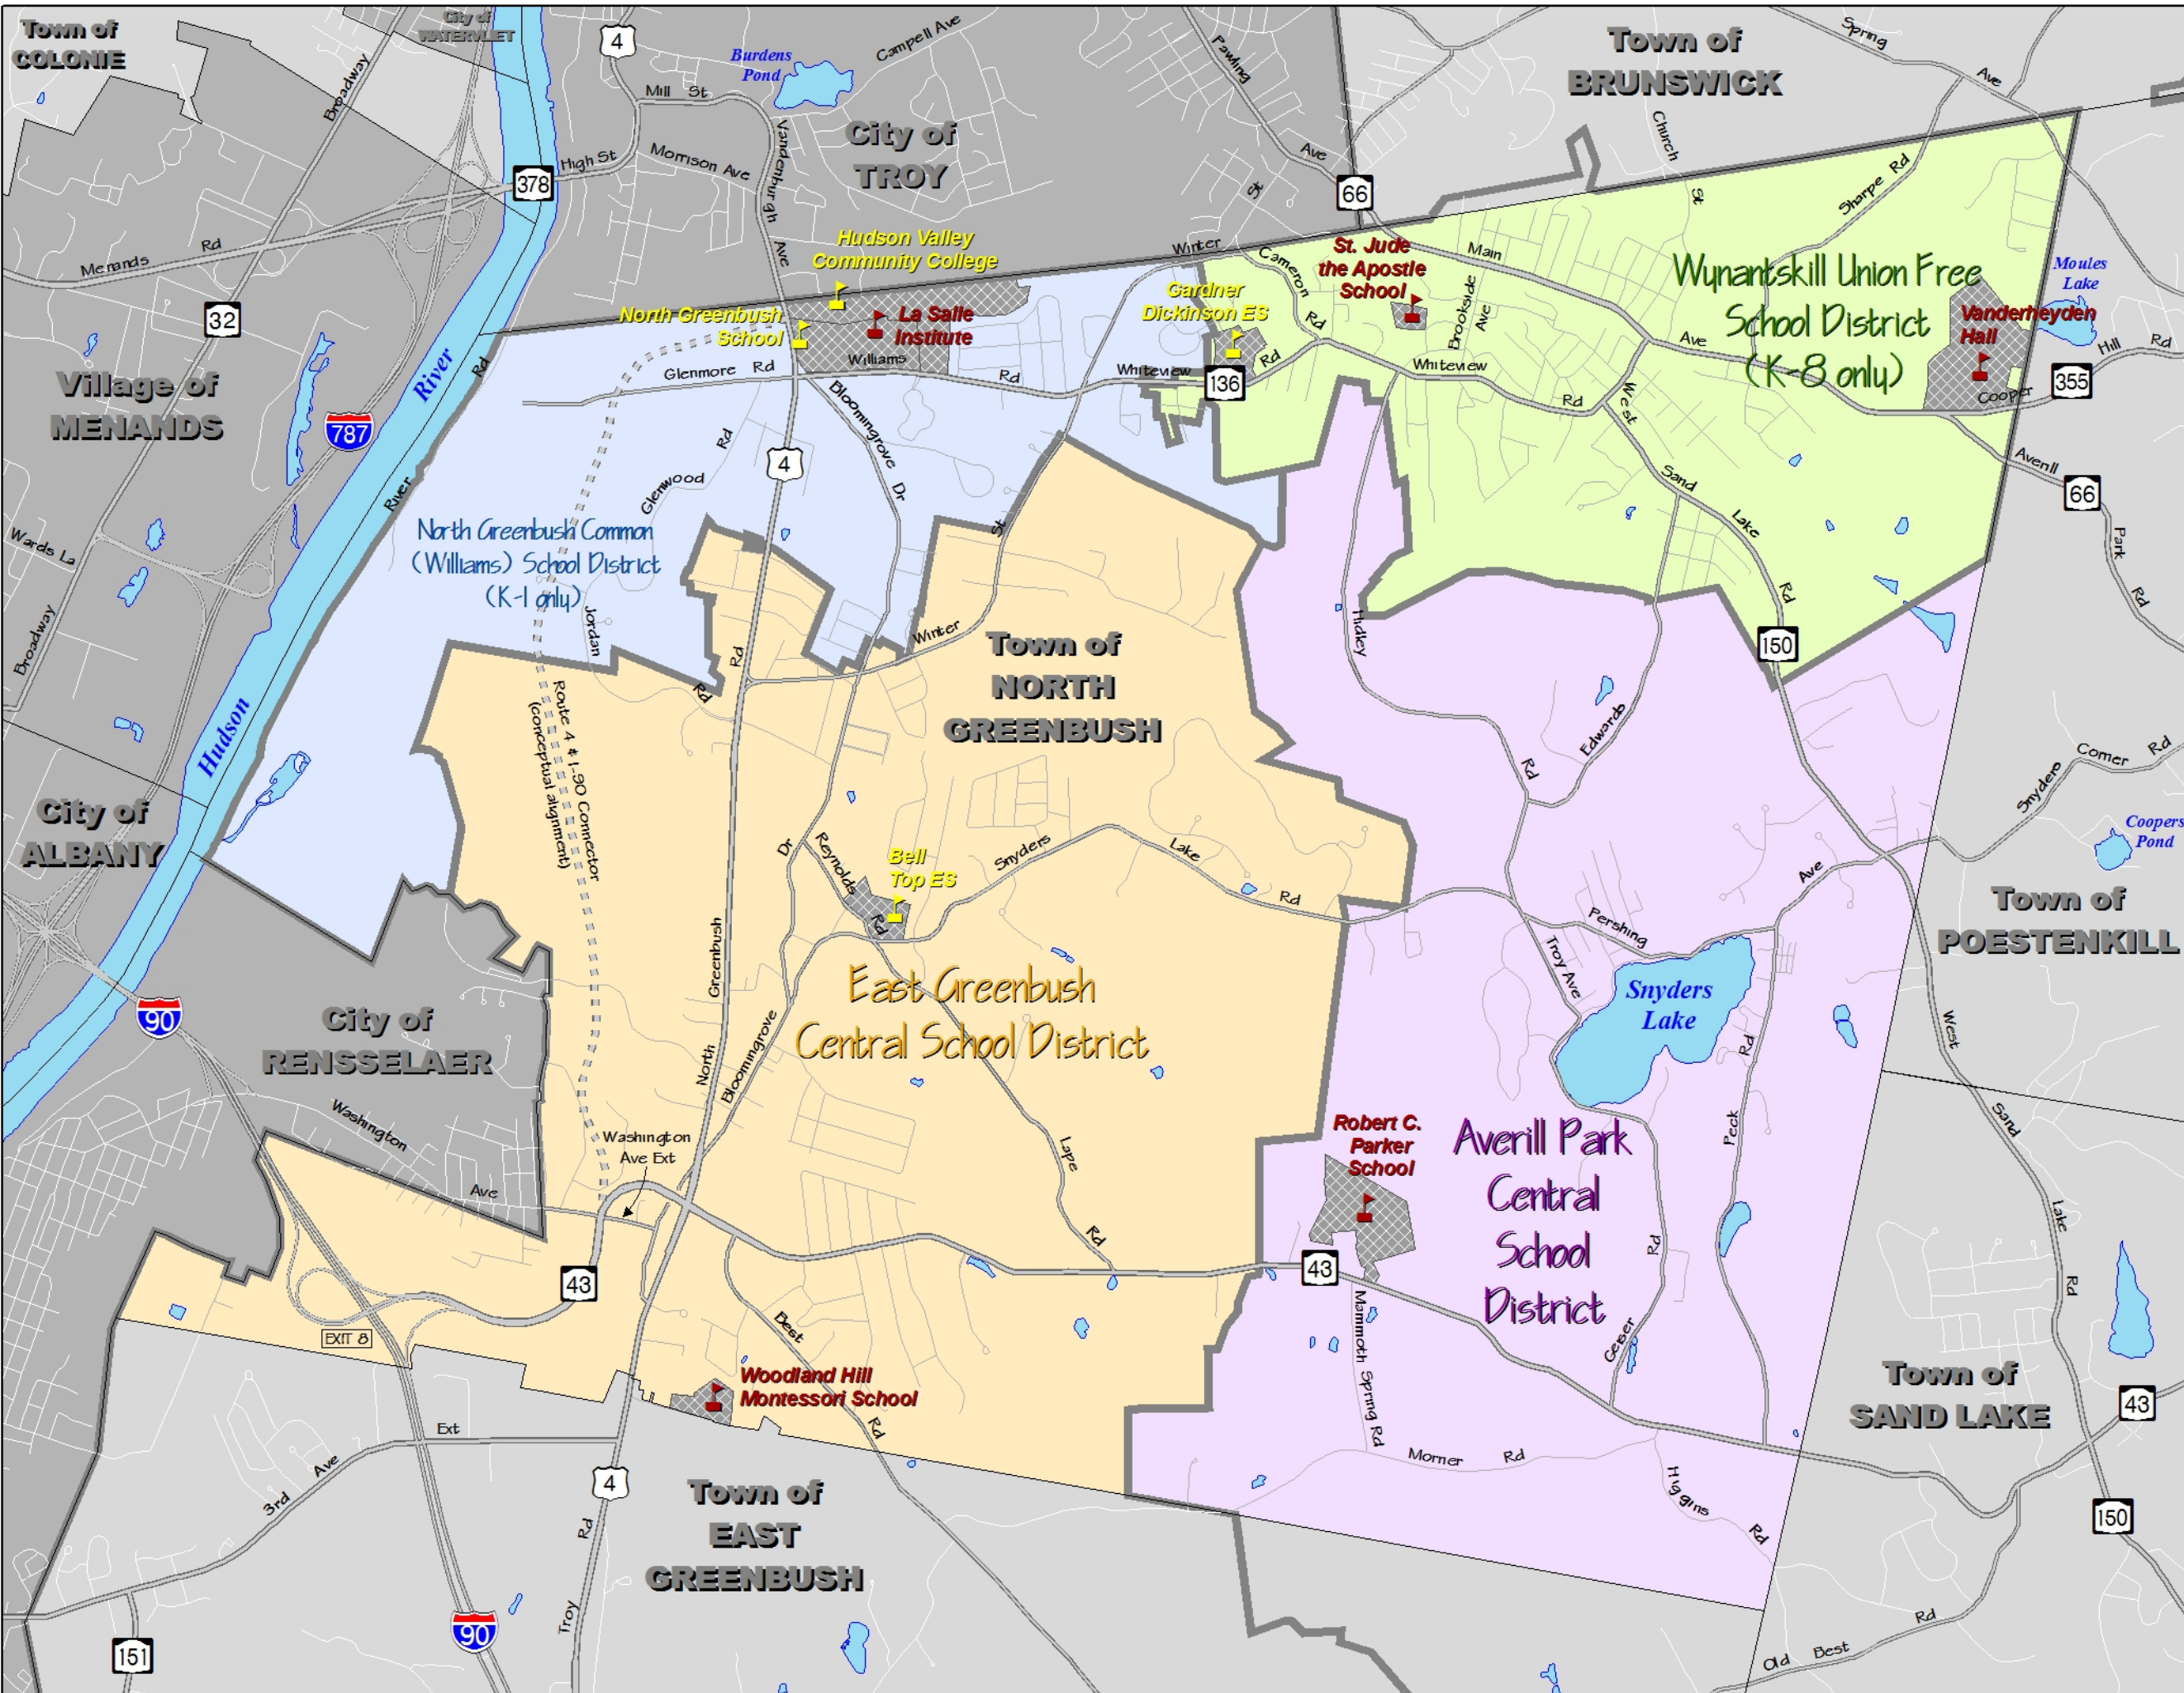 Town of
COLONIE
City of
WATERVLIET
4
Burdens
Pond
Campell Ave
Pawling
Ave
Town of
BRUNSWICK
Spring
Ave
Broadway
Mill St
Morrison Ave
High St
378
Vandenburgh
Ave
City of
TROY
St
66
Church
St
Sharpe Rd
Menands Rd
32
Hudson Valley
Community College
North Greenbush
School
La Salle
Institute
Williams
Rd
Glenmore Rd
Winter
Cameron
Rd
St. Jude
the Apostle
School
Main
Ave
Gardner
Dickinson ES
Brookside
Ave
Wynantskill Union Free
School District
(K-8 only)
Moules
Lake
Vanderheyden
Hall
Cooper
355
Hill Rd
Village of
MENANDS
787
River
River Rd
Whiteview
136
Rd
Whiteview
Rd
West
Sand
Lake
Rd
Averill
66
Park
Rd
Bloomingrove
Dr
4
Glenwood
Rd
Wards La
Broadway
North Greenbush Common
(Williams) School District
(K-1 only)
Jordan
Rd
Rd
Winter
St
Hidley
Rd
150
Edwards
Town of
NORTH
GREENBUSH
Route 4 & I-90 Connector
(conceptual alignment)
Hudson
City of
ALBANY
Snyders
Corner Rd
Coopers
Pond
Dr
Reynolds
Rd
Bell
Top ES
Snyders
Lake
Rd
Ave
Pershing
Troy Ave
Town of
POESTENKILL
90
City of
RENSSELAER
Greenbush
North
Bloomingrove
East Greenbush
Central School District
Snyders
Lake
Rd
Peck
West
Sand
Lake
Rd
Washington
Ave
Washington
Ave Ext
Lape
Rd
Robert C.
Parker
School
Averill Park
Central
School
District
43
43
Rd
Geiser
Mammoth Spring Rd
EXIT 8
Best
Rd
Woodland Hill
Montessori School
Town of
SAND LAKE
43
Morner Rd
Higgins
Rd
150
3rd Ave
Ext
4
Rd
Troy
Town of
EAST
GREENBUSH
90
151
Old Best
Rd